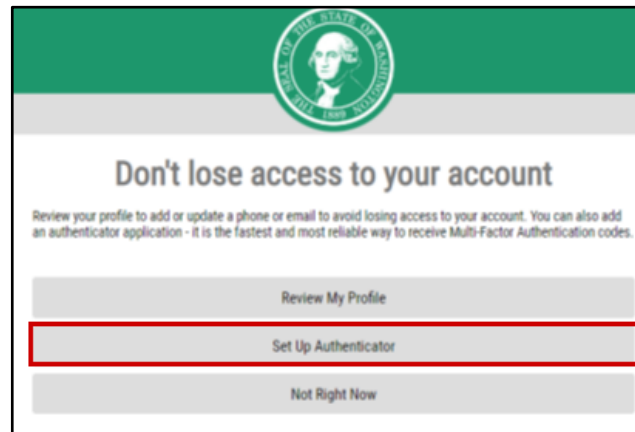 THE SEAL OF THE STATE OF WASHINGTON
1889
Don't lose access to your account
Review your profile to add or update a phone or email to avoid losing access to your account. You can also add
an authenticator application - it is the fastest and most reliable way to receive Multi-Factor Authentication codes.
Review My Profile
Set Up Authenticator
Not Right Now